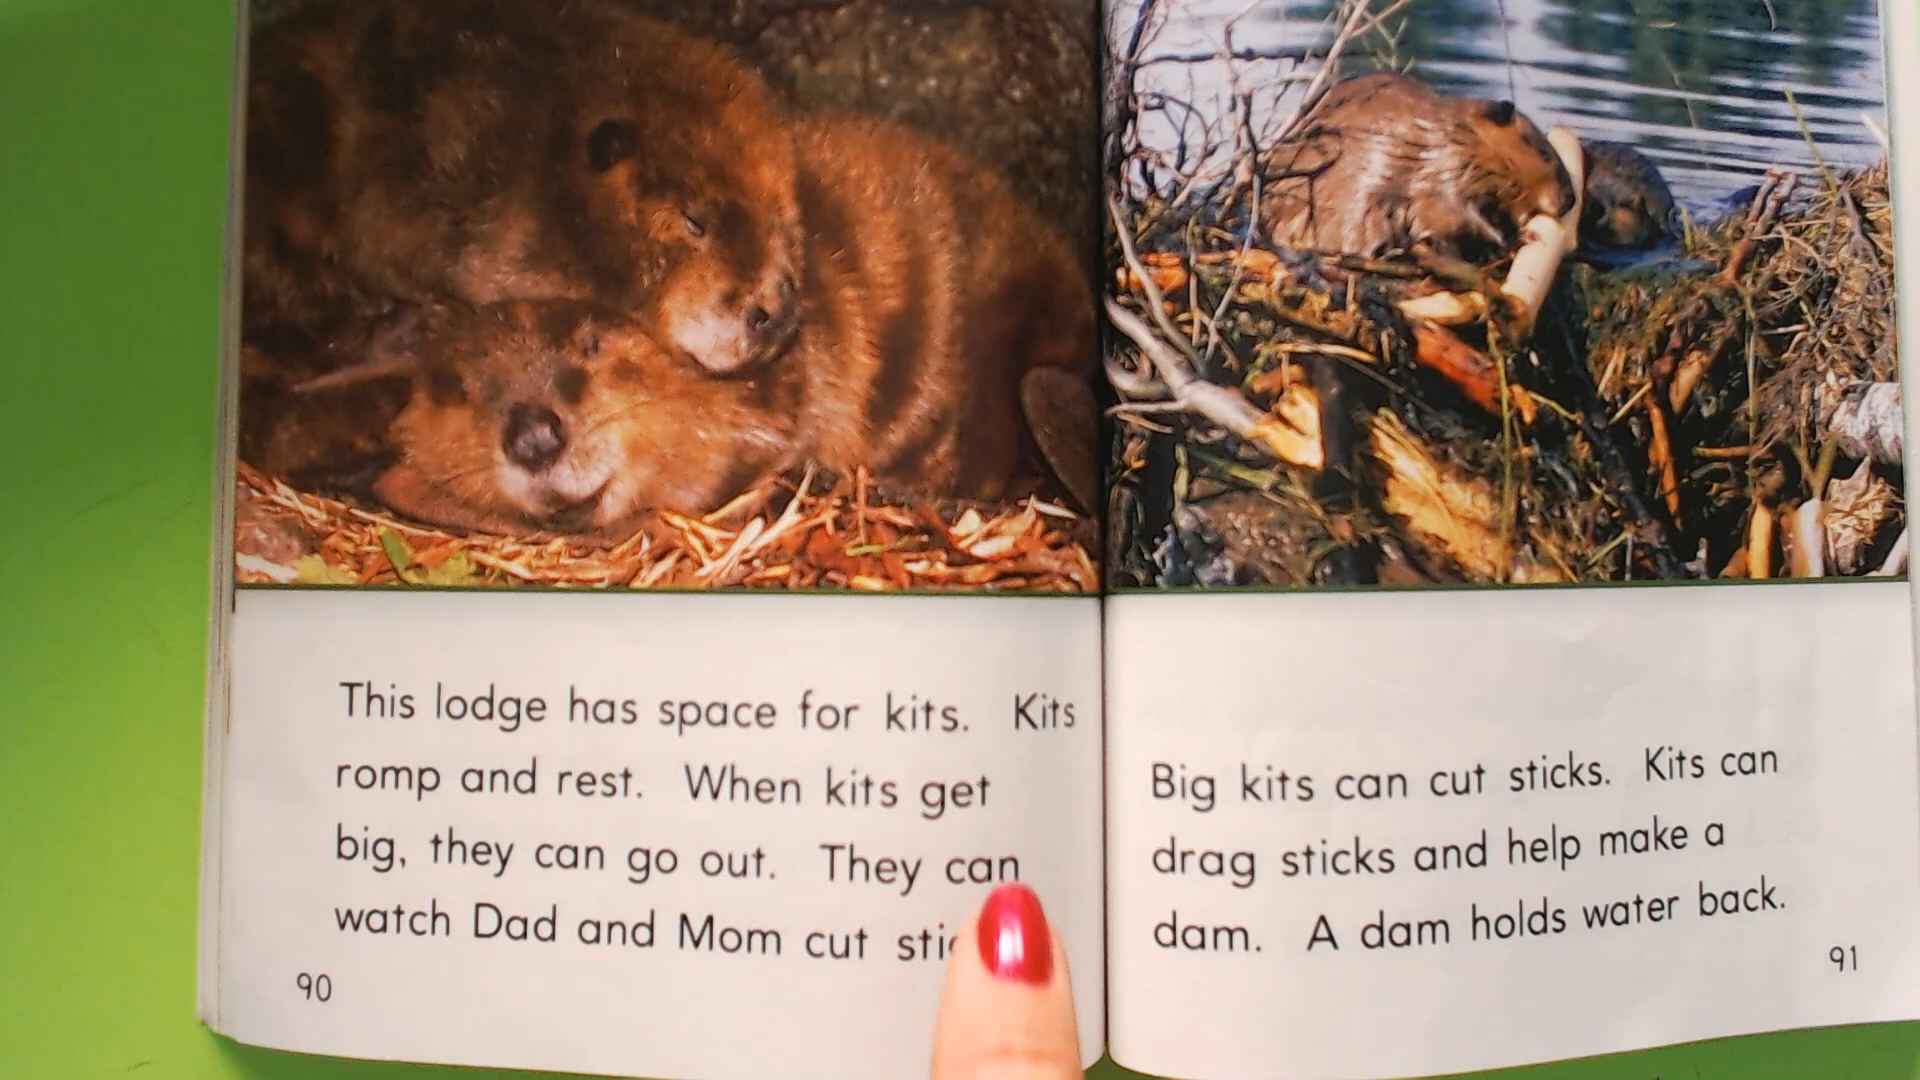 This lodge has space for kits. Kits
romp and rest. When kits get
big, they can go out. They can
watch Dad and Mom cut
90
Big kits can cut sticks. Kits can
drag sticks and help make a
dam. A dam holds water back.
91